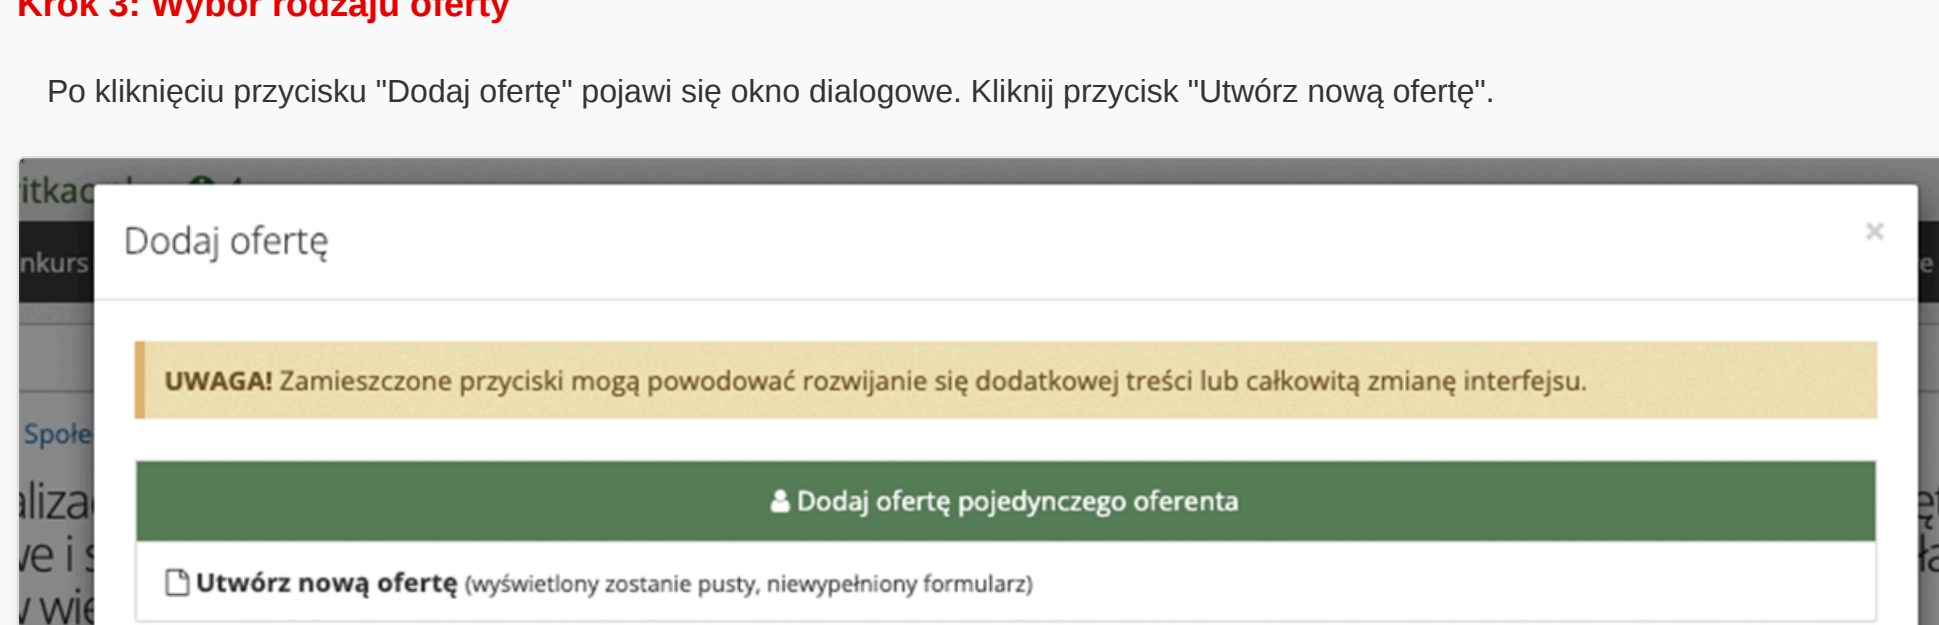 Krok 3: Wybór rodzaju oferty
Po kliknięciu przycisku "Dodaj ofertę" pojawi się okno dialogowe. Kliknij przycisk "Utwórz nową ofertę".
Dodaj ofertę
×
nkurs
UWAGA! Zamieszczone przyciski mogą powodować rozwijanie się dodatkowej treści lub całkowitą zmianę interfejsu.
Społe
Dodaj ofertę pojedynczego oferenta
Utwórz nową ofertę (wyświetlony zostanie pusty, niewypełniony formularz)